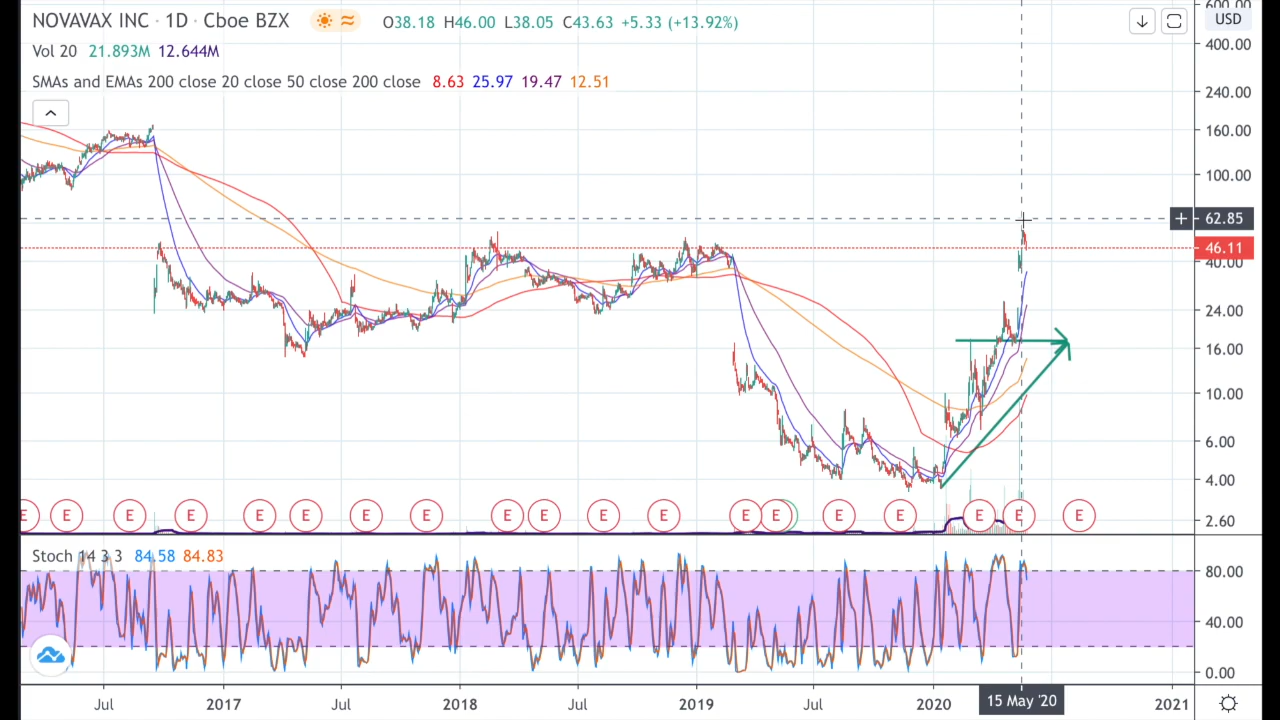 NOVAVAX INC · 1D · Cboe BZX O38.18 H46.00 L38.05 C43.63 +5.33 (+13.92%)
Vol 20 21.893M 12.644M
SMAs and EMAs 200 close 20 close 50 close 200 close 8.63 25.97 19.47 12.51
600.00
USD
400.00
240.00
160.00
100.00
62.85
46.11
40.00
24.00
16.00
10.00
6.00
4.00
2.60
E E E E E E E E E E E E E E E E E E E
Stoch 14 3 3 84.58 84.83
80.00
40.00
0.00
Jul 2017 Jul 2018 Jul 2019 Jul 2020 15 May '20 2021